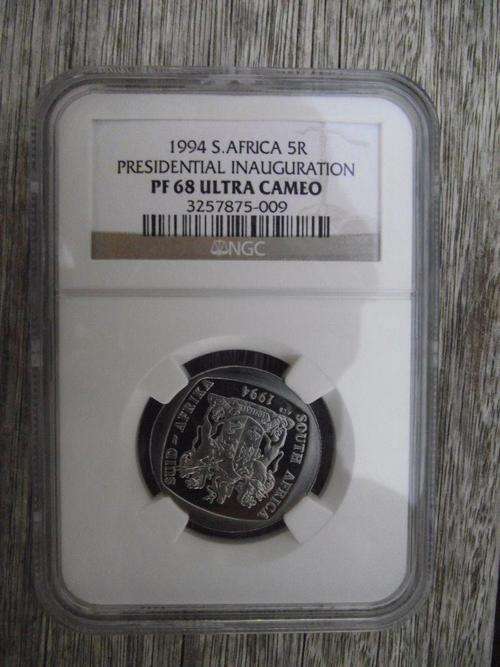 1994 S.AFRICA 5R
PRESIDENTIAL INAUGURATION
PF 68 ULTRA CAMEO
3257875-009
NGC
1994
SUID - AFRIKA
SOUTH AFRICA